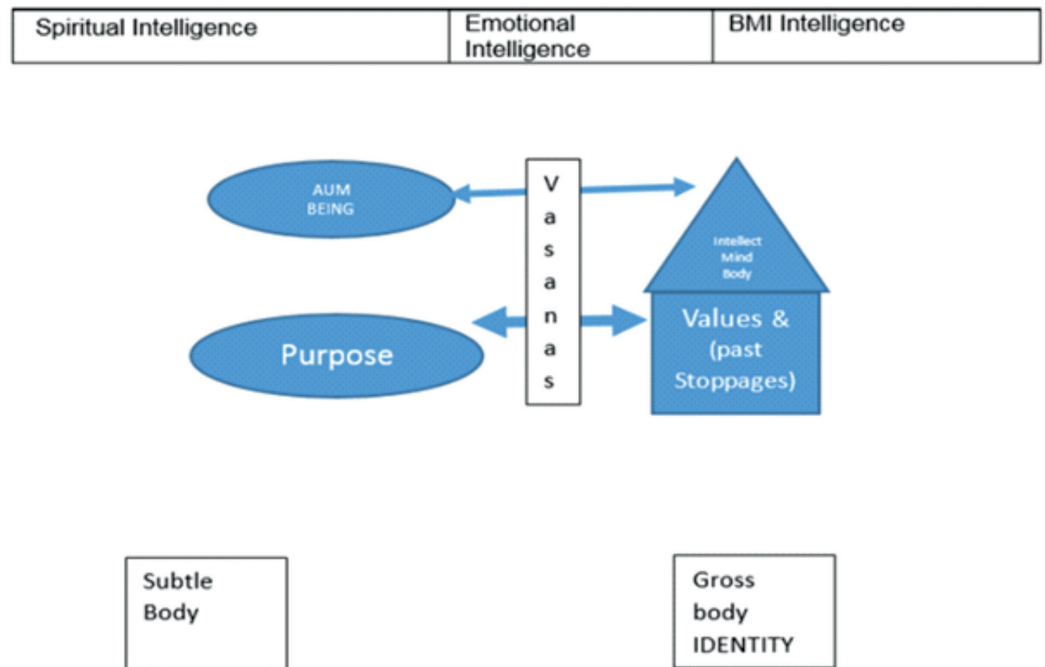 Spiritual Intelligence
Emotional
Intelligence
BMI Intelligence
AUM
BEING
V
a
s
a
n
a
s
Intellect
Mind
Body
Purpose
Values &
(past
Stoppages)
Subtle
Body
Gross
body
IDENTITY